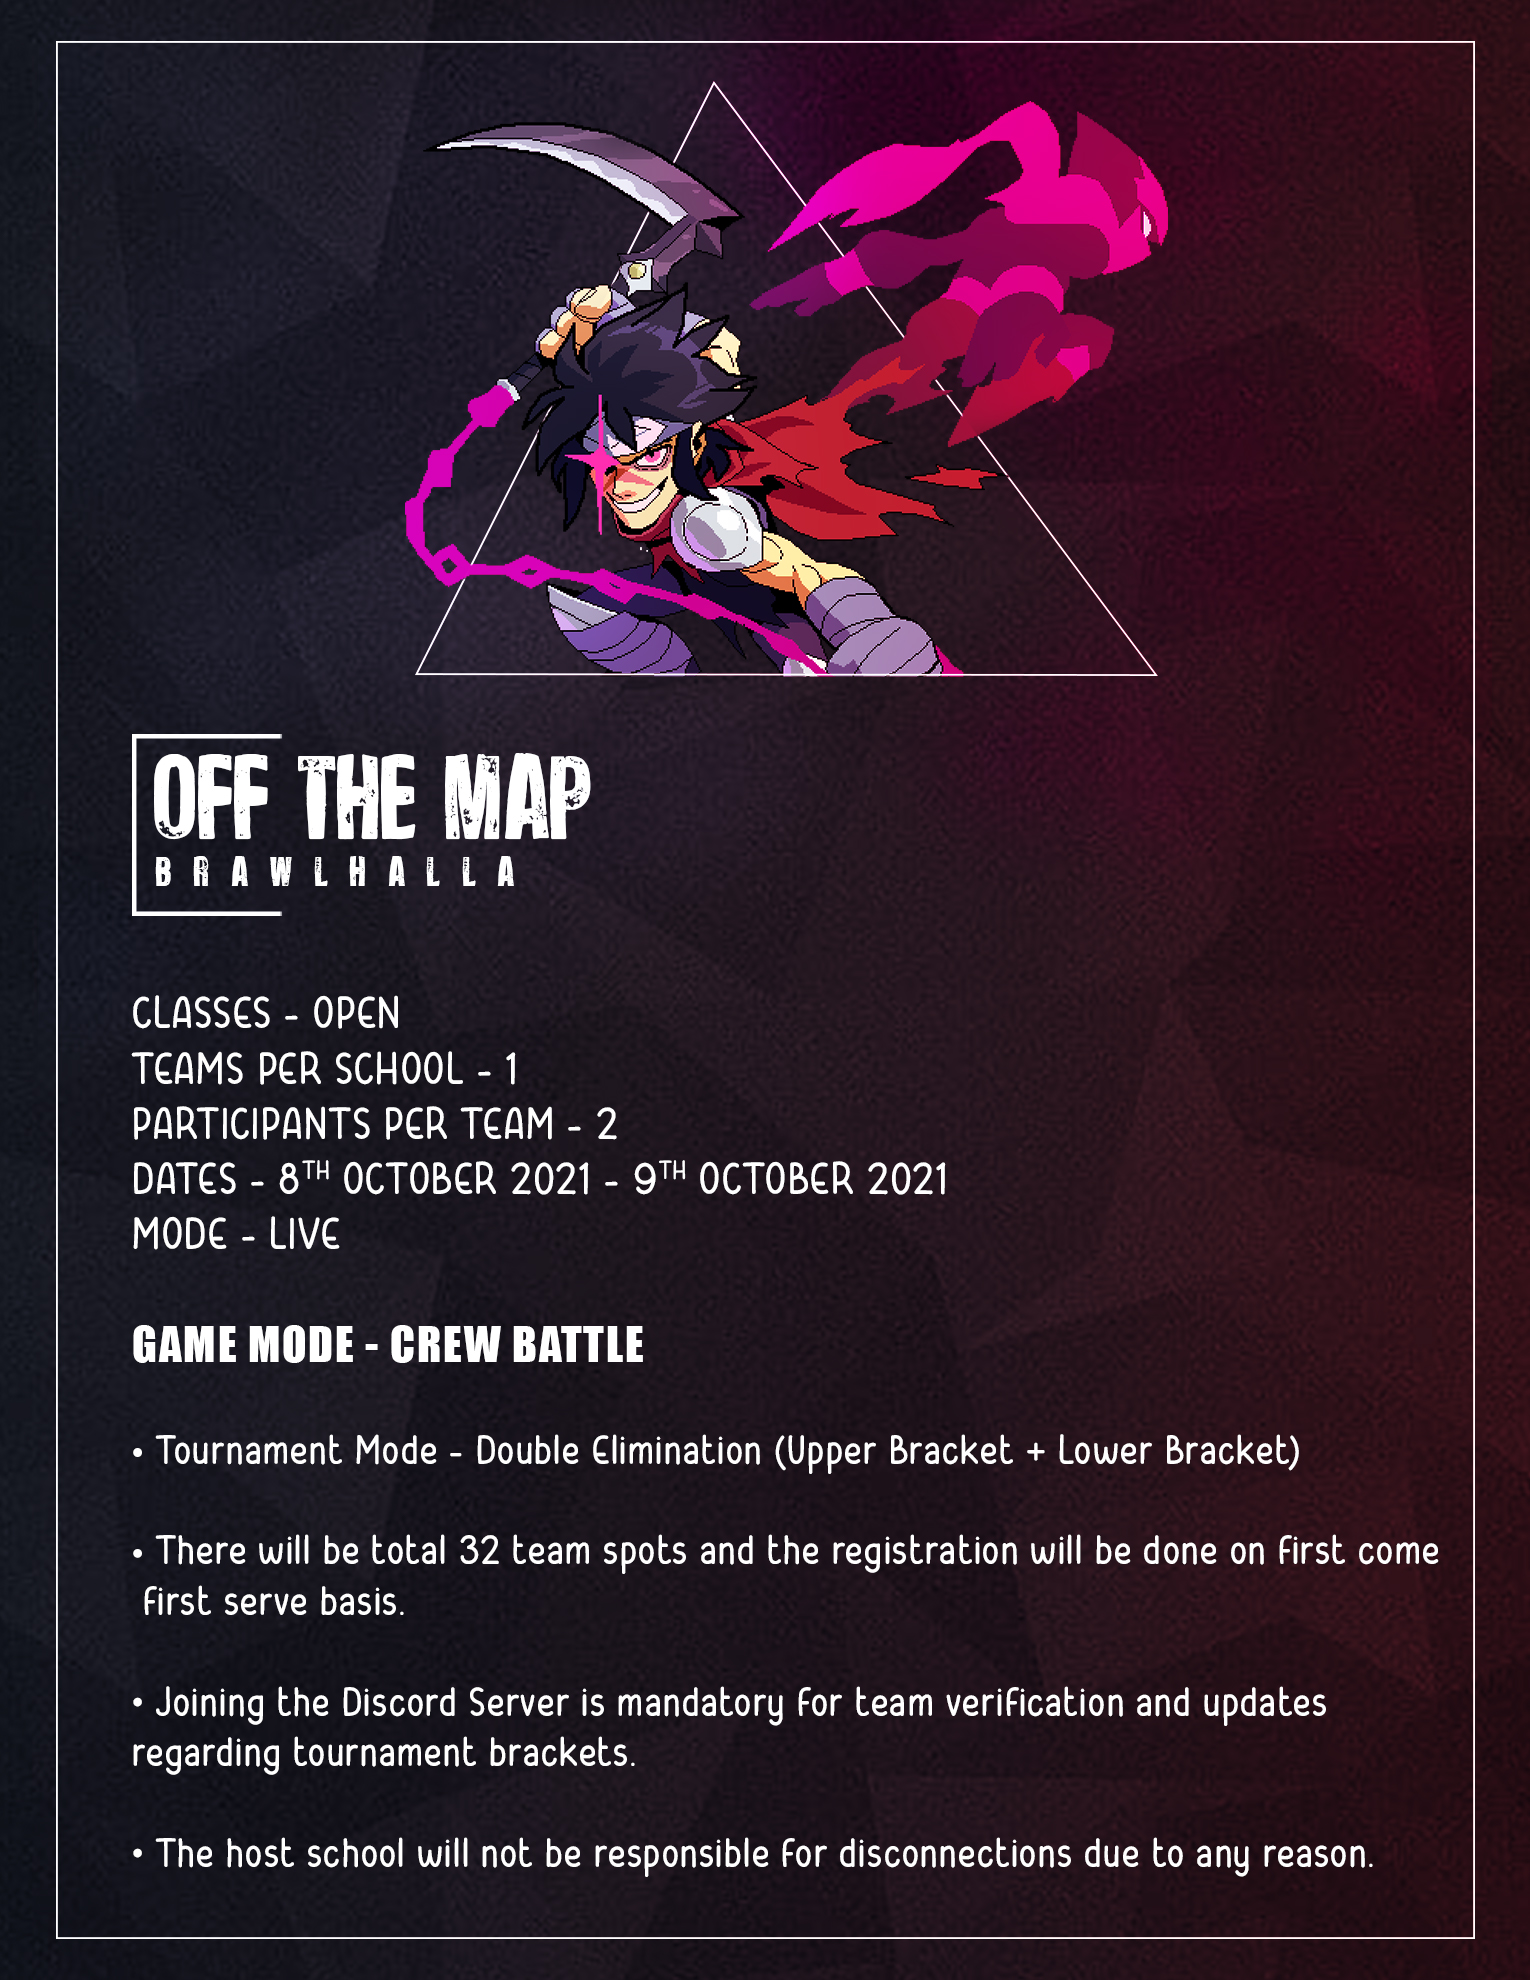 OFF THE MAP
BRAWLHALLA
CLASSES - OPEN
TEAMS PER SCHOOL - 1
PARTICIPANTS PER TEAM - 2
DATES - 8TH OCTOBER 2021 - 9TH OCTOBER 2021
MODE - LIVE
GAME MODE - CREW BATTLE
• Tournament Mode - Double Elimination (Upper Bracket + Lower Bracket)
• There will be total 32 team spots and the registration will be done on first come
first serve basis.
• Joining the Discord Server is mandatory for team verification and updates
regarding tournament brackets.
• The host school will not be responsible for disconnections due to any reason.